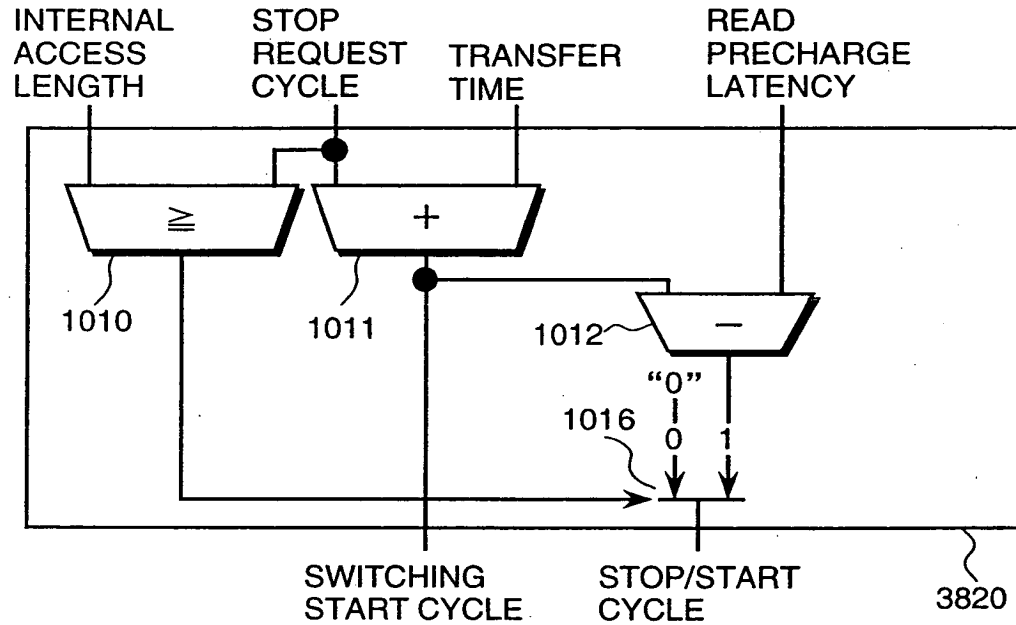 INTERNAL
ACCESS
LENGTH
STOP
REQUEST
CYCLE
TRANSFER
TIME
READ
PRECHARGE
LATENCY
≧
+
1010
1011
1012
−
“0”
1016
0
1
SWITCHING
START CYCLE
STOP/START
CYCLE
3820